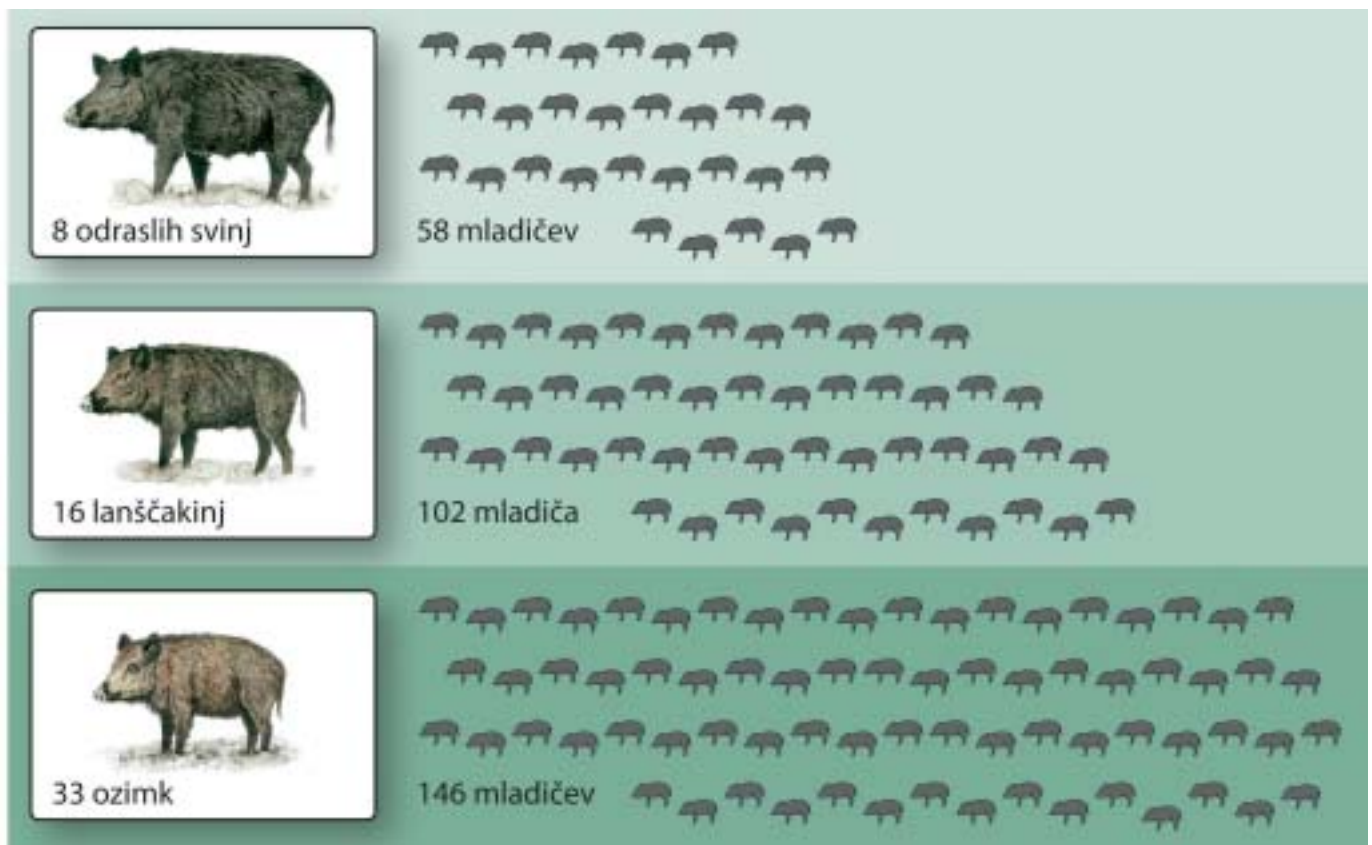 8 odraslih svinj
58 mladičev
16 lanščakinj
102 mladiča
33 ozimk
146 mladičev